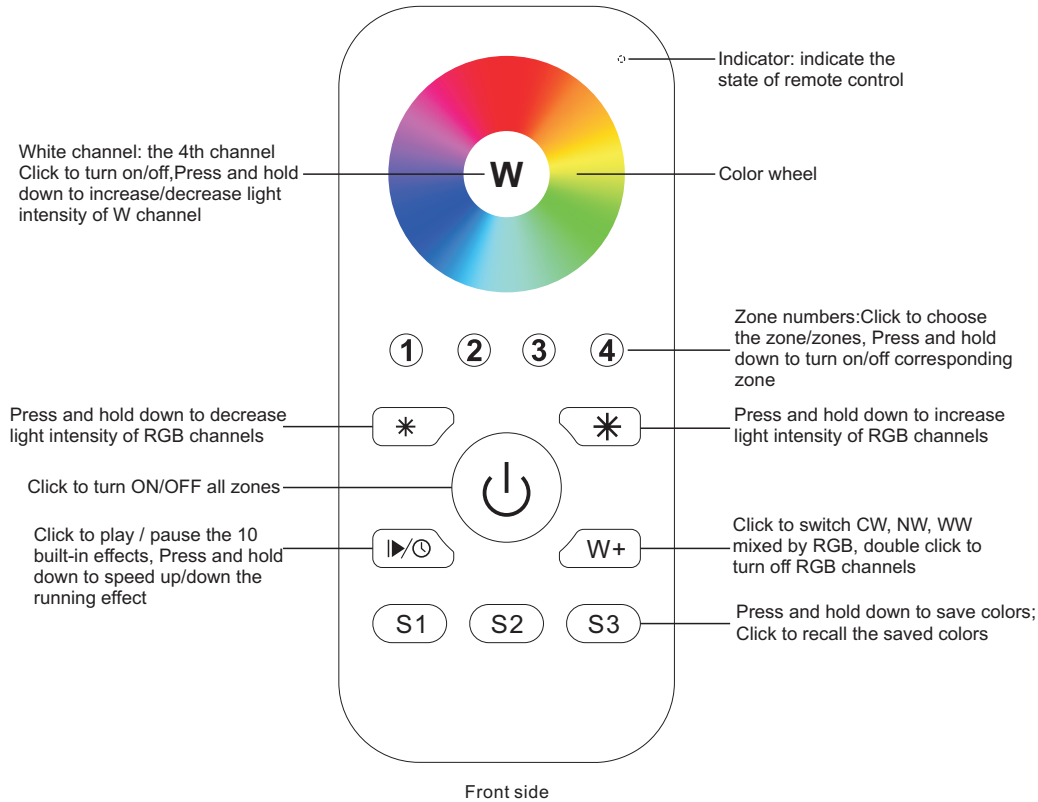 Indicator: indicate the
state of remote control
White channel: the 4th channel
Click to turn on/off,Press and hold
down to increase/decrease light
intensity of W channel
W
Color wheel
Zone numbers:Click to choose
the zone/zones, Press and hold
down to turn on/off corresponding
zone
1 2 3 4
Press and hold down to decrease
light intensity of RGB channels
Press and hold down to increase
light intensity of RGB channels
Click to turn ON/OFF all zones
Click to play / pause the 10
built-in effects, Press and hold
down to speed up/down the
running effect
W+
Click to switch CW, NW, WW
mixed by RGB, double click to
turn off RGB channels
S1 S2 S3
Press and hold down to save colors;
Click to recall the saved colors
Front side